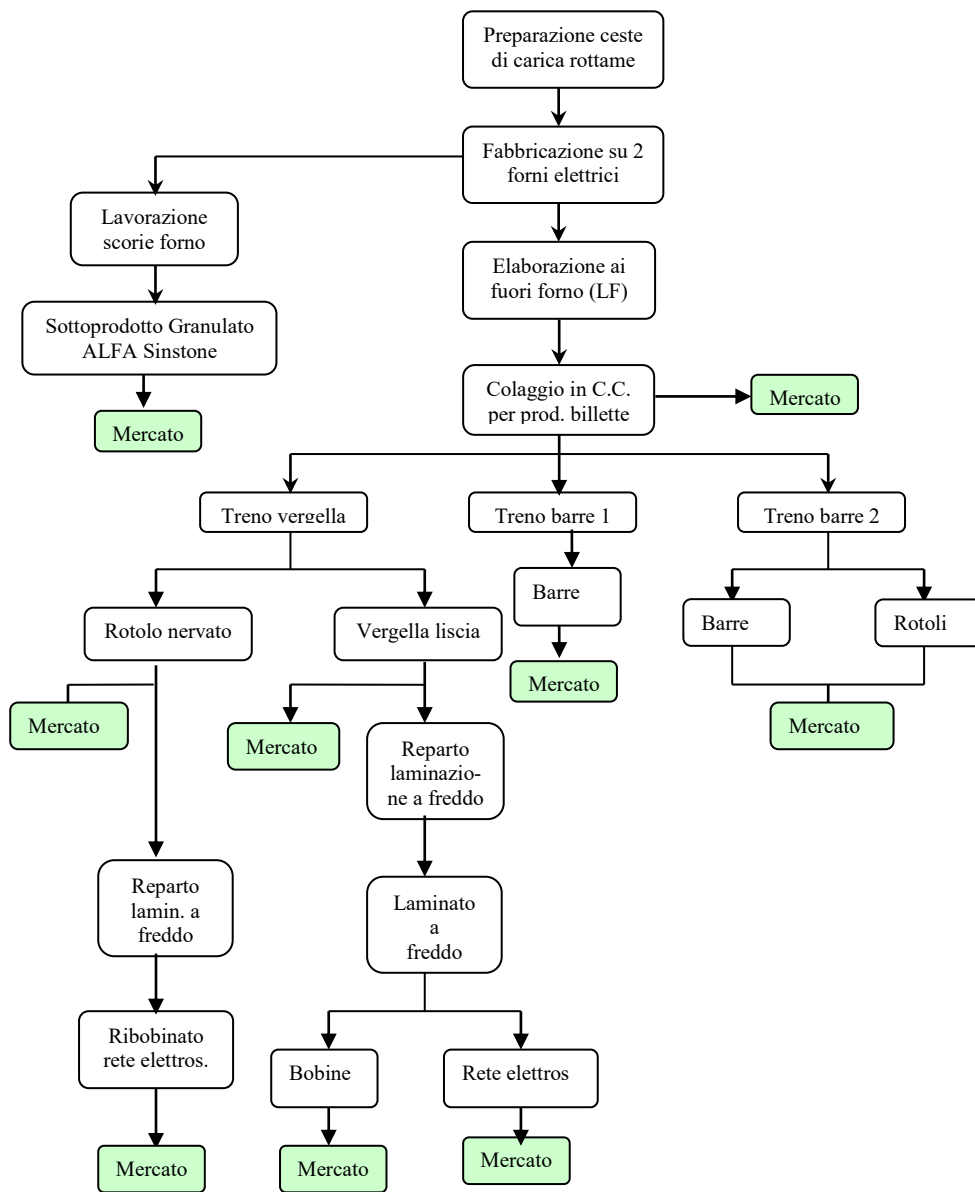 Preparazione ceste
di carica rottame
Fabbricazione su 2
forni elettrici
Lavorazione
scorie forno
Elaborazione ai
fuori forno (LF)
Sottoprodotto Granulato
ALFA Sinstone
Colaggio in C.C.
per prod. billette
Mercato
Mercato
Treno vergella
Treno barre 1
Treno barre 2
Barre
Rotolo nervato
Vergella liscia
Barre
Rotoli
Mercato
Mercato
Mercato
Mercato
Reparto
laminazio-
ne a freddo
Reparto
lamin. a
freddo
Laminato
a
freddo
Ribobinato
rete elettros.
Bobine
Rete elettros
Mercato
Mercato
Mercato